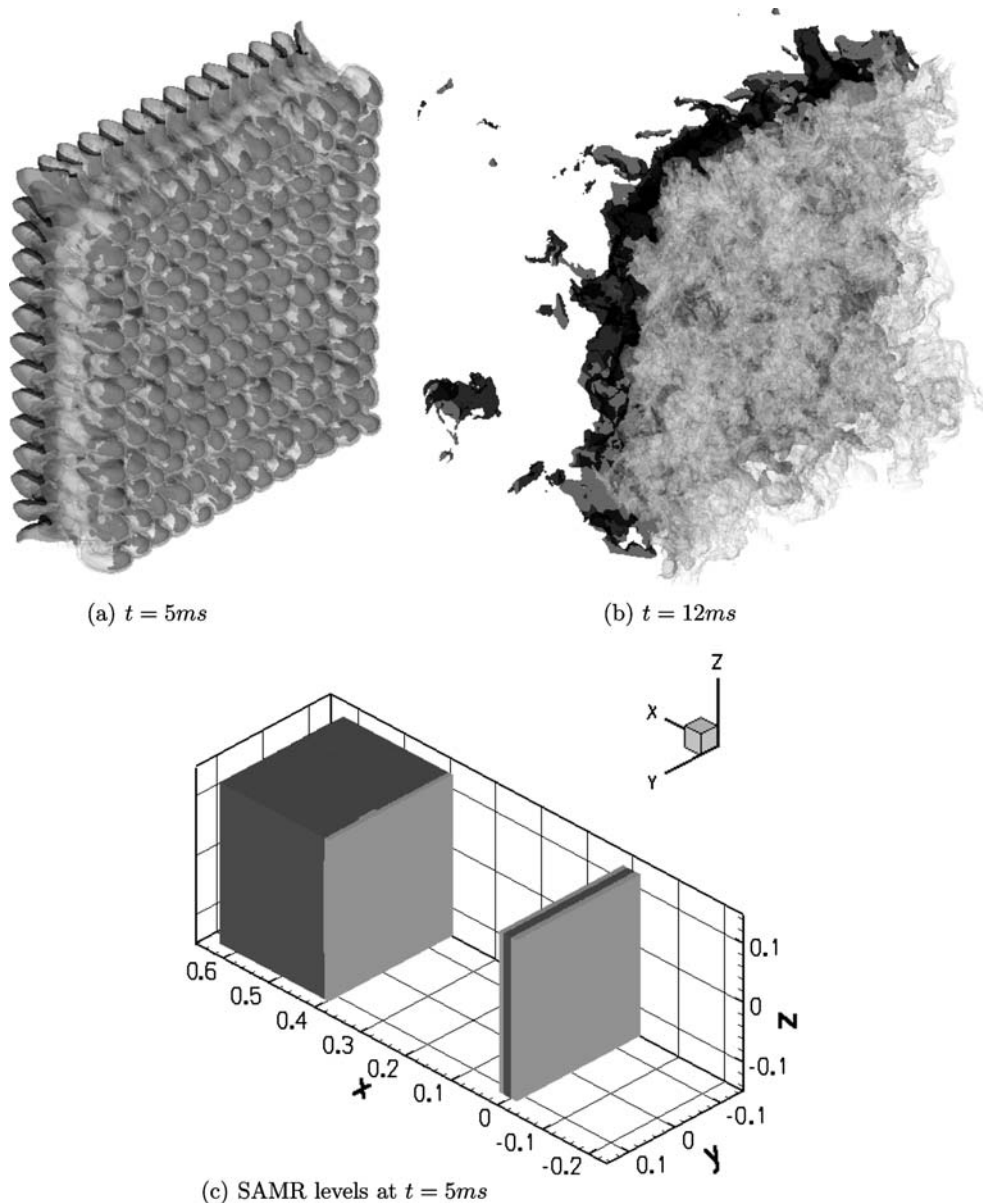 (a) t = 5ms
(b) t = 12ms
Z
X
Y
0.6
0.5
0.4
0.3
0.2
0.1
0
-0.1
-0.2
x
0.1
0
-0.1
y
0.1
0
-0.1
z
(c) SAMR levels at t = 5ms